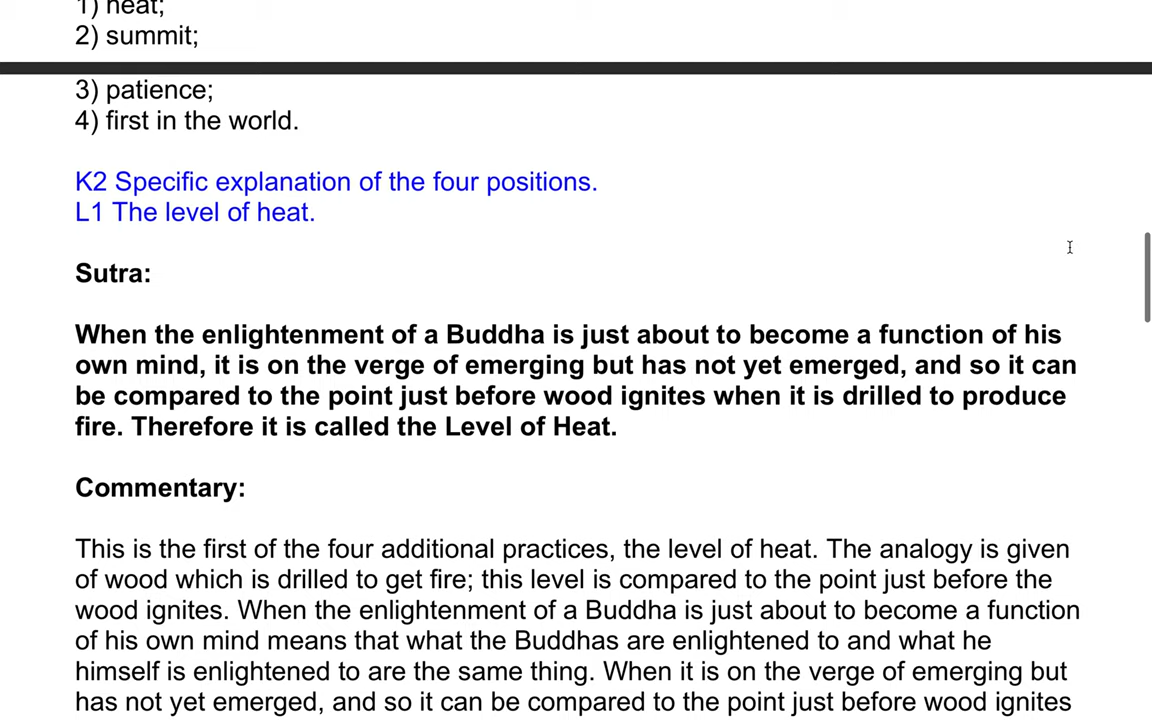 1) heat;
2) summit;
3) patience;
4) first in the world.
K2 Specific explanation of the four positions.
L1 The level of heat.
Sutra:
When the enlightenment of a Buddha is just about to become a function of his
own mind, it is on the verge of emerging but has not yet emerged, and so it can
be compared to the point just before wood ignites when it is drilled to produce
fire. Therefore it is called the Level of Heat.
Commentary:
This is the first of the four additional practices, the level of heat. The analogy is given
of wood which is drilled to get fire; this level is compared to the point just before the
wood ignites. When the enlightenment of a Buddha is just about to become a function
of his own mind means that what the Buddhas are enlightened to and what he
himself is enlightened to are the same thing. When it is on the verge of emerging but
has not yet emerged, and so it can be compared to the point just before wood ignites